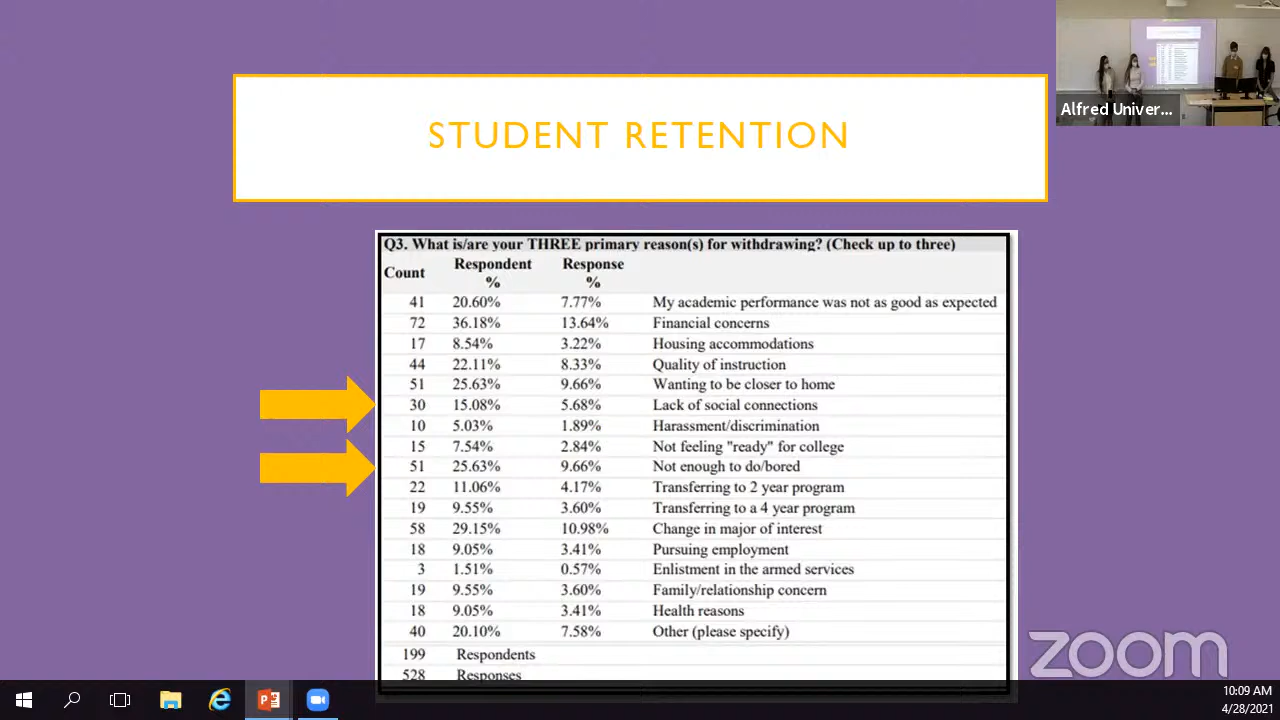 Alfred Univer...
STUDENT RETENTION
Q3. What is/are your THREE primary reason(s) for withdrawing? (Check up to three)
Count Respondent % Response %
41 20.60% 7.77% My academic performance was not as good as expected
72 36.18% 13.64% Financial concerns
17 8.54% 3.22% Housing accommodations
44 22.11% 8.33% Quality of instruction
51 25.63% 9.66% Wanting to be closer to home
30 15.08% 5.68% Lack of social connections
10 5.03% 1.89% Harassment/discrimination
15 7.54% 2.84% Not feeling "ready" for college
51 25.63% 9.66% Not enough to do/bored
22 11.06% 4.17% Transferring to 2 year program
19 9.55% 3.60% Transferring to a 4 year program
58 29.15% 10.98% Change in major of interest
18 9.05% 3.41% Pursuing employment
3 1.51% 0.57% Enlistment in the armed services
19 9.55% 3.60% Family/relationship concern
18 9.05% 3.41% Health reasons
40 20.10% 7.58% Other (please specify)
199 Respondents
528 Responses
zoom
10:09 AM
4/28/2021